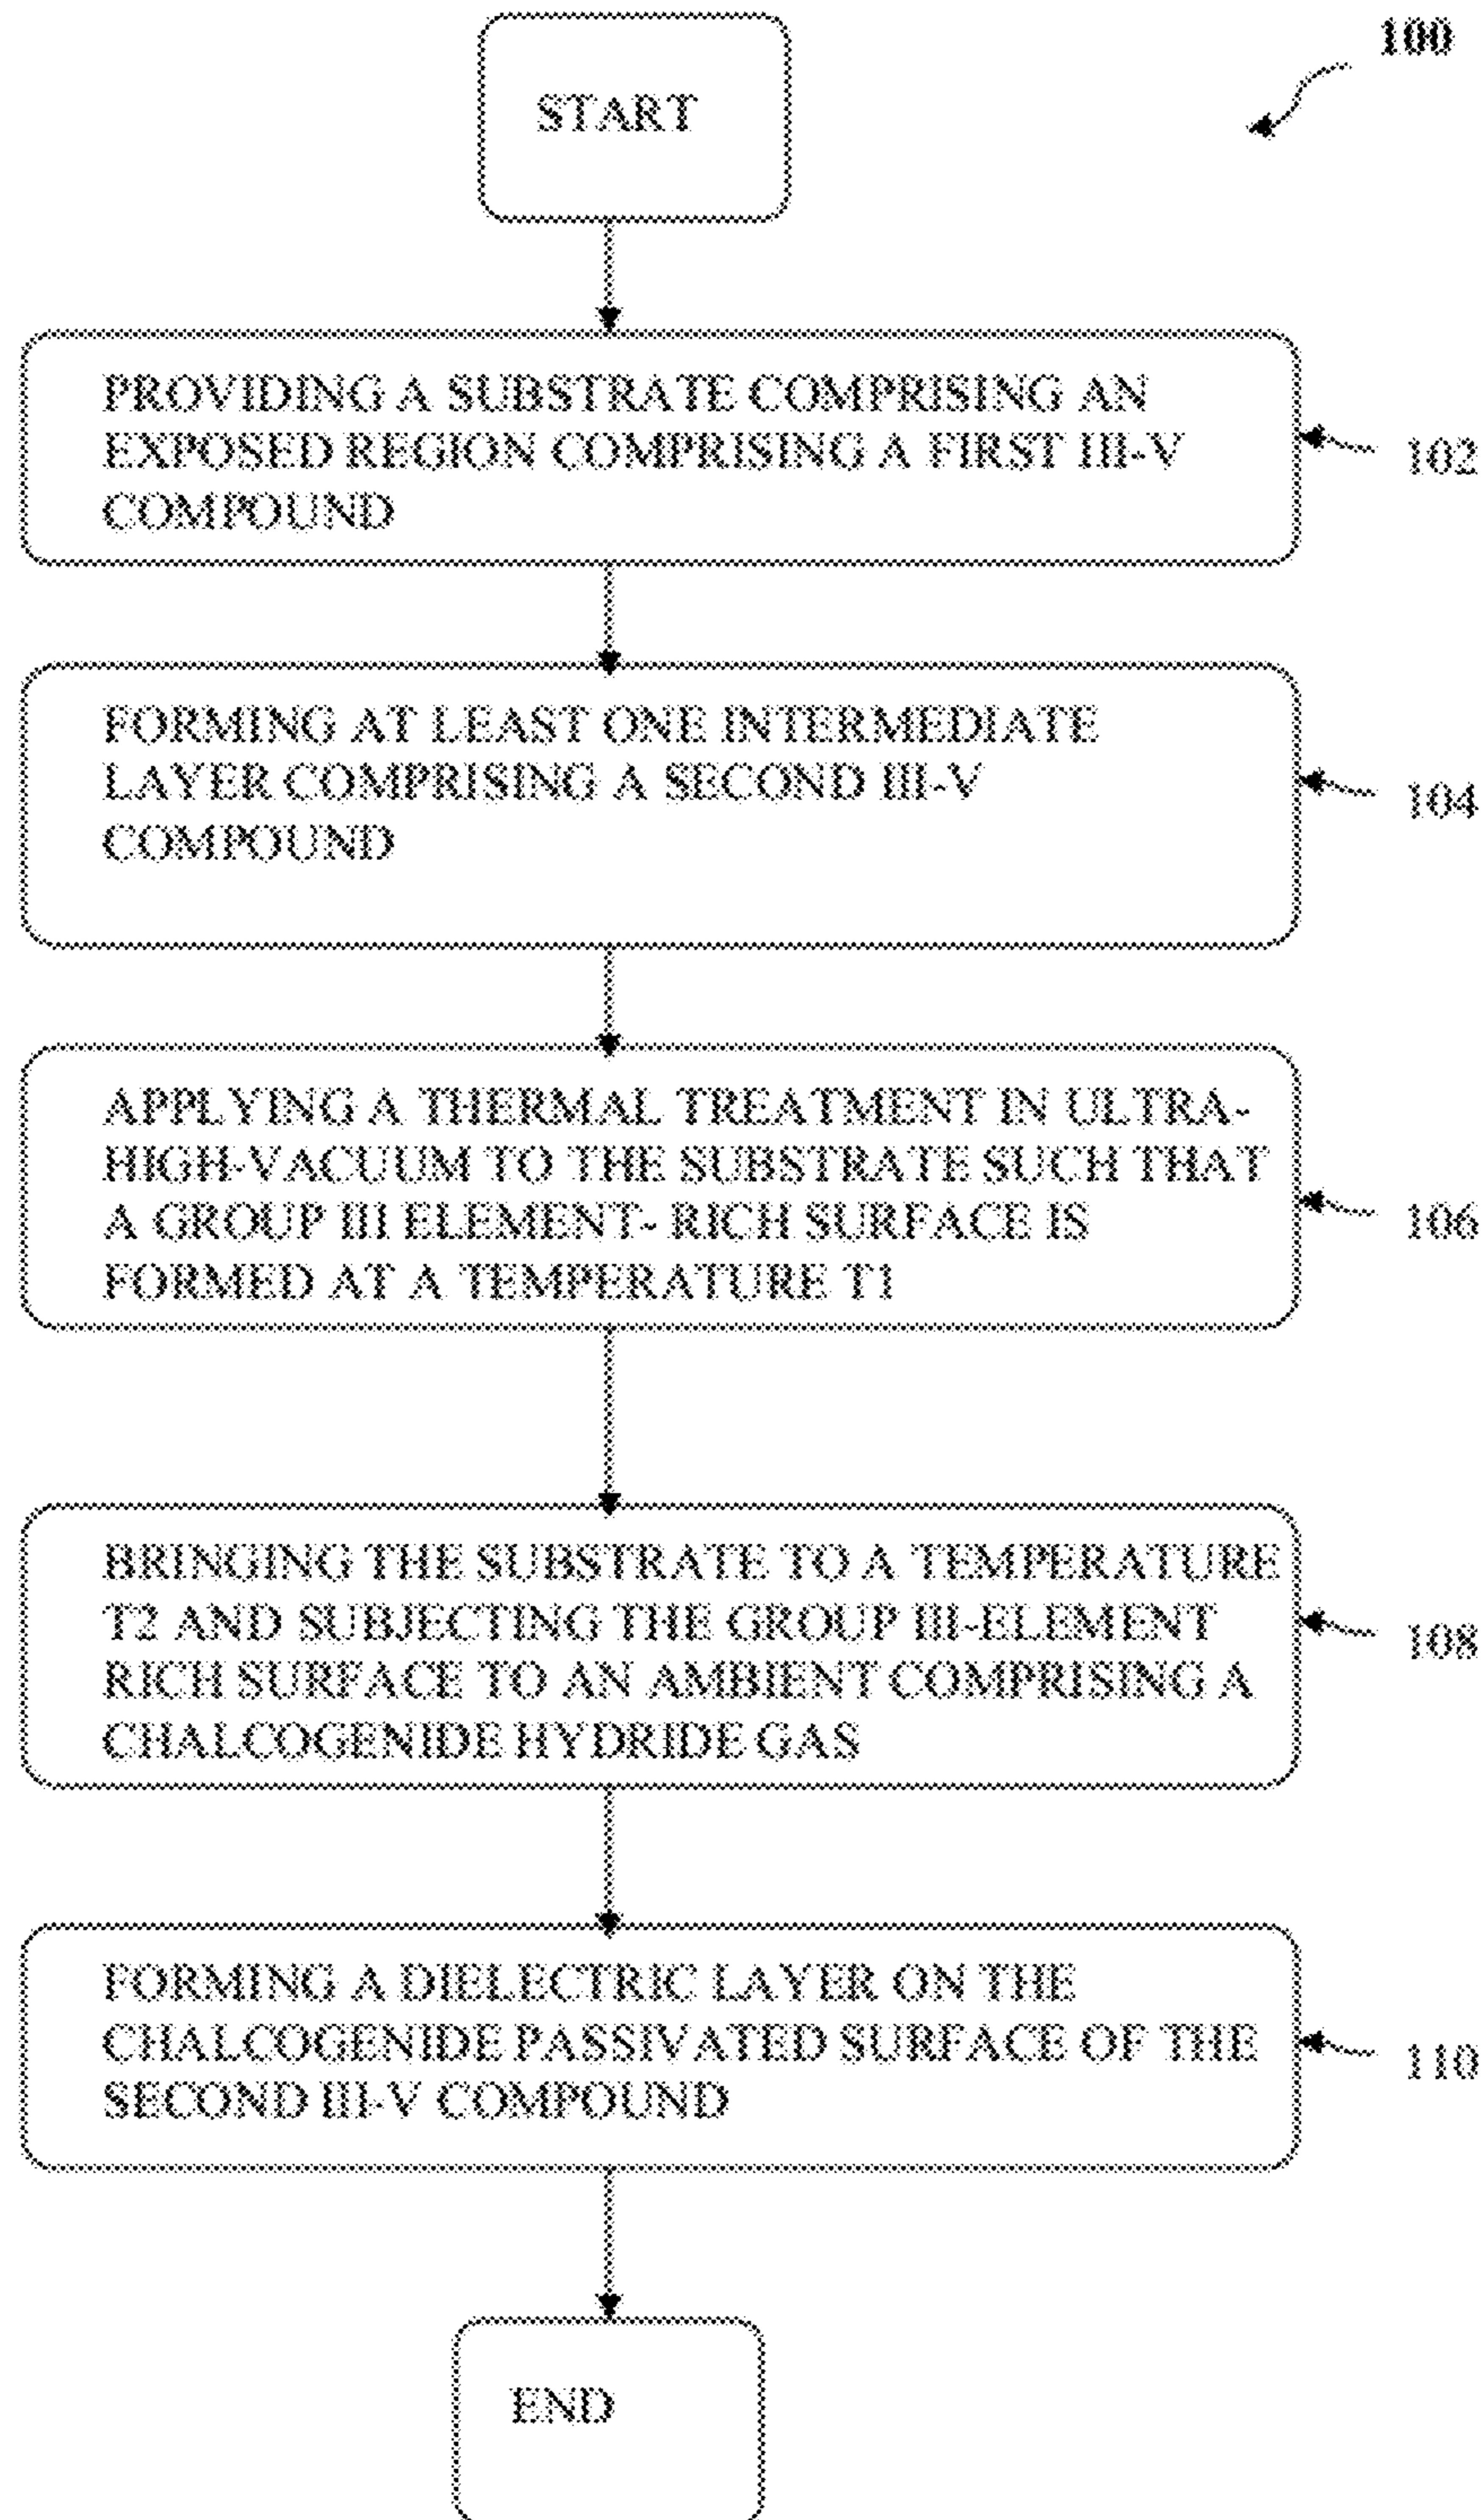 100
START
PROVIDING A SUBSTRATE COMPRISING AN
EXPOSED REGION COMPRISING A FIRST III-V
COMPOUND
102
FORMING AT LEAST ONE INTERMEDIATE
LAYER COMPRISING A SECOND III-V
COMPOUND
104
APPLYING A THERMAL TREATMENT IN ULTRA-
HIGH-VACUUM TO THE SUBSTRATE SUCH THAT
A GROUP III ELEMENT- RICH SURFACE IS
FORMED AT A TEMPERATURE T1
106
BRINGING THE SUBSTRATE TO A TEMPERATURE
T2 AND SUBJECTING THE GROUP III-ELEMENT
RICH SURFACE TO AN AMBIENT COMPRISING A
CHALCOGENIDE HYDRIDE GAS
108
FORMING A DIELECTRIC LAYER ON THE
CHALCOGENIDE PASSIVATED SURFACE OF THE
SECOND III-V COMPOUND
110
END